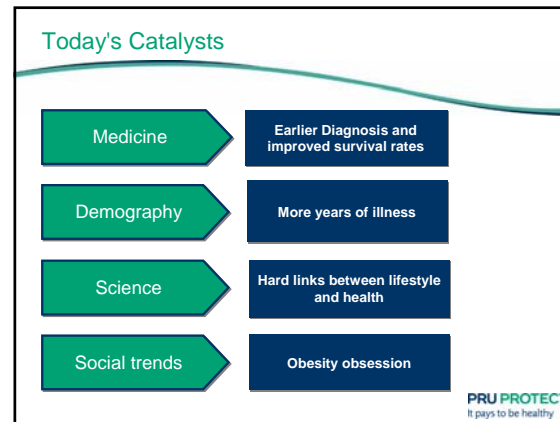 Today's Catalysts
Medicine
Earlier Diagnosis and
improved survival rates
Demography
More years of illness
Science
Hard links between lifestyle
and health
Social trends
Obesity obsession
PRU PROTEC
It pays to be healthy